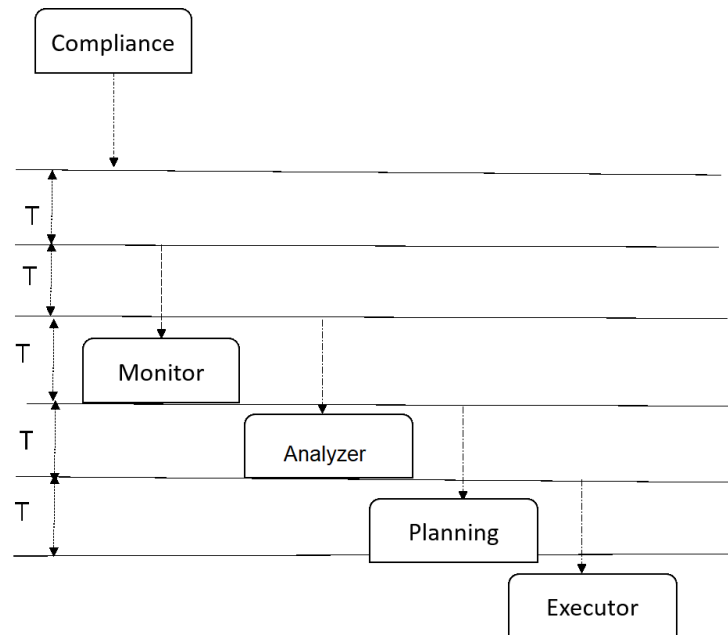 Compliance
T
T
T
Monitor
T
Analyzer
T
Planning
Executor